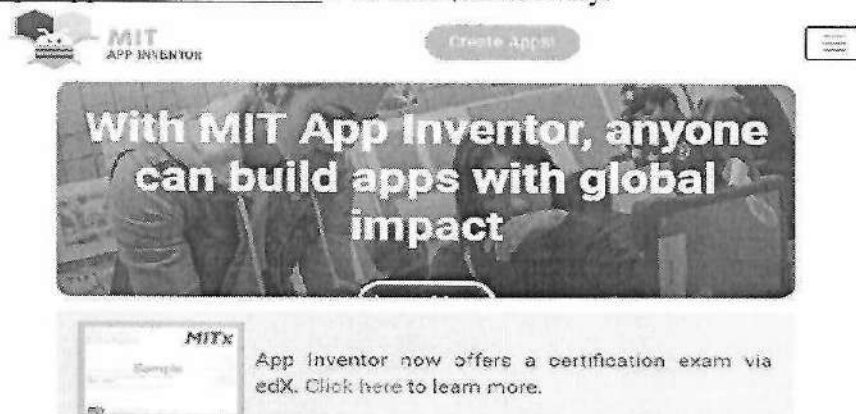 MIT
APP INVENTOR
Create Apps!
With MIT App Inventor, anyone
can build apps with global
impact
MITx
Sample
App Inventor now offers a certification exam via
edX. Click here to learn more.